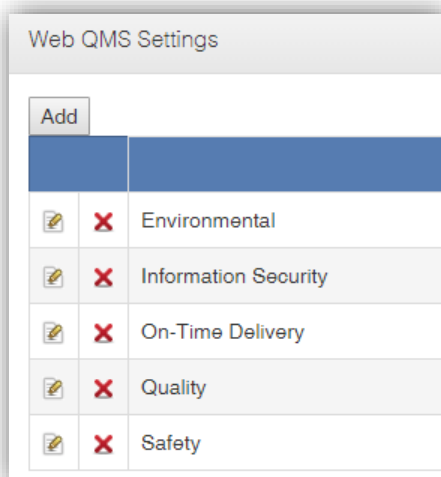 Web QMS Settings
Add
Environmental
Information Security
On-Time Delivery
Quality
Safety